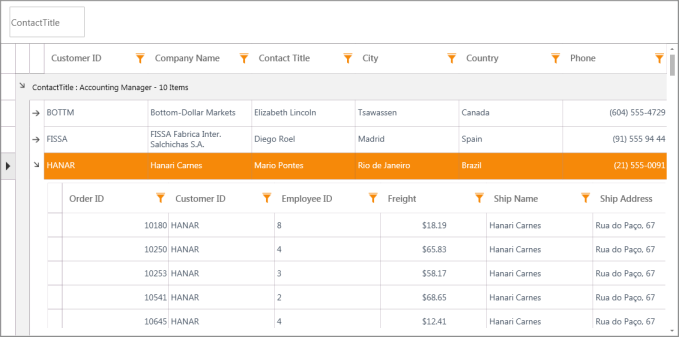 ContactTitle
Customer ID Company Name Contact Title City Country Phone
ContactTitle : Accounting Manager - 10 Items
BOTTM Bottom-Dollar Markets Elizabeth Lincoln Tsawassen Canada (604) 555-4729
FISSA FISSA Fabrica Inter. Salchichas S.A. Diego Roel Madrid Spain (91) 555 94 44
HANAR Hanari Carnes Mario Pontes Rio de Janeiro Brazil (21) 555-0091
Order ID Customer ID Employee ID Freight Ship Name Ship Address
10180 HANAR 8 $18.19 Hanari Carnes Rua do Paço, 67
10250 HANAR 4 $65.83 Hanari Carnes Rua do Paço, 67
10253 HANAR 3 $58.17 Hanari Carnes Rua do Paço, 67
10541 HANAR 2 $68.65 Hanari Carnes Rua do Paço, 67
10645 HANAR 4 $12.41 Hanari Carnes Rua do Paço, 67